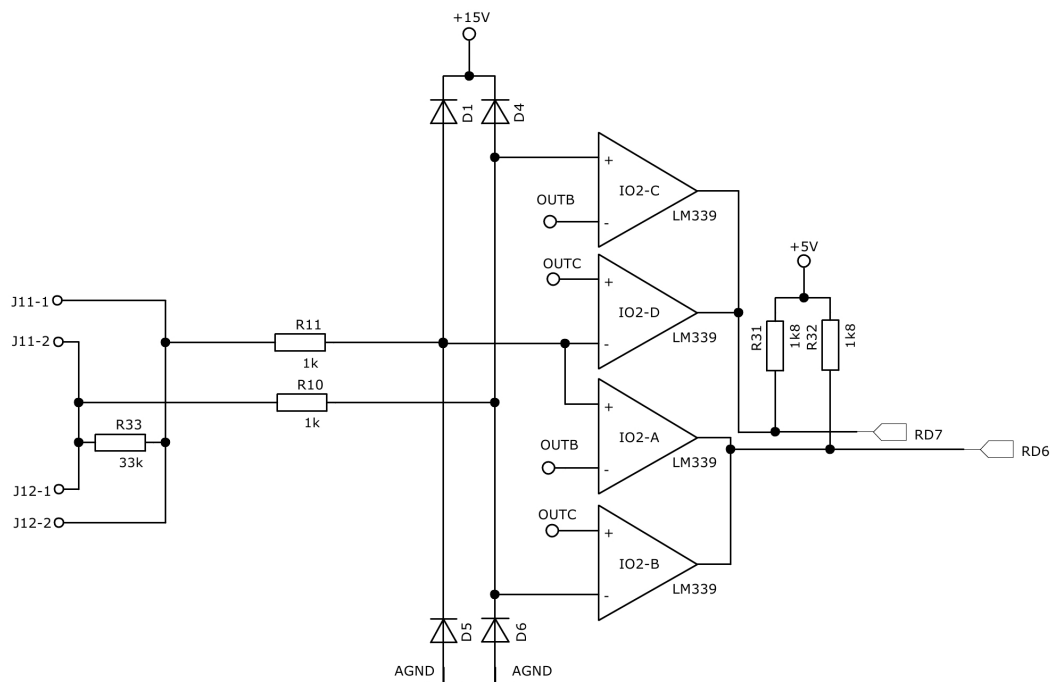 +15V
D1
D4
+
IO2-C
OUTB
-
LM339
OUTC
+
+5V
IO2-D
J11-1
R11
-
LM339
R31
1k8
R32
1k8
J11-2
1k
R10
+
1k
IO2-A
R33
OUTB
RD7
33k
-
LM339
RD6
J12-1
OUTC
J12-2
+
IO2-B
-
LM339
D5
D6
AGND
AGND